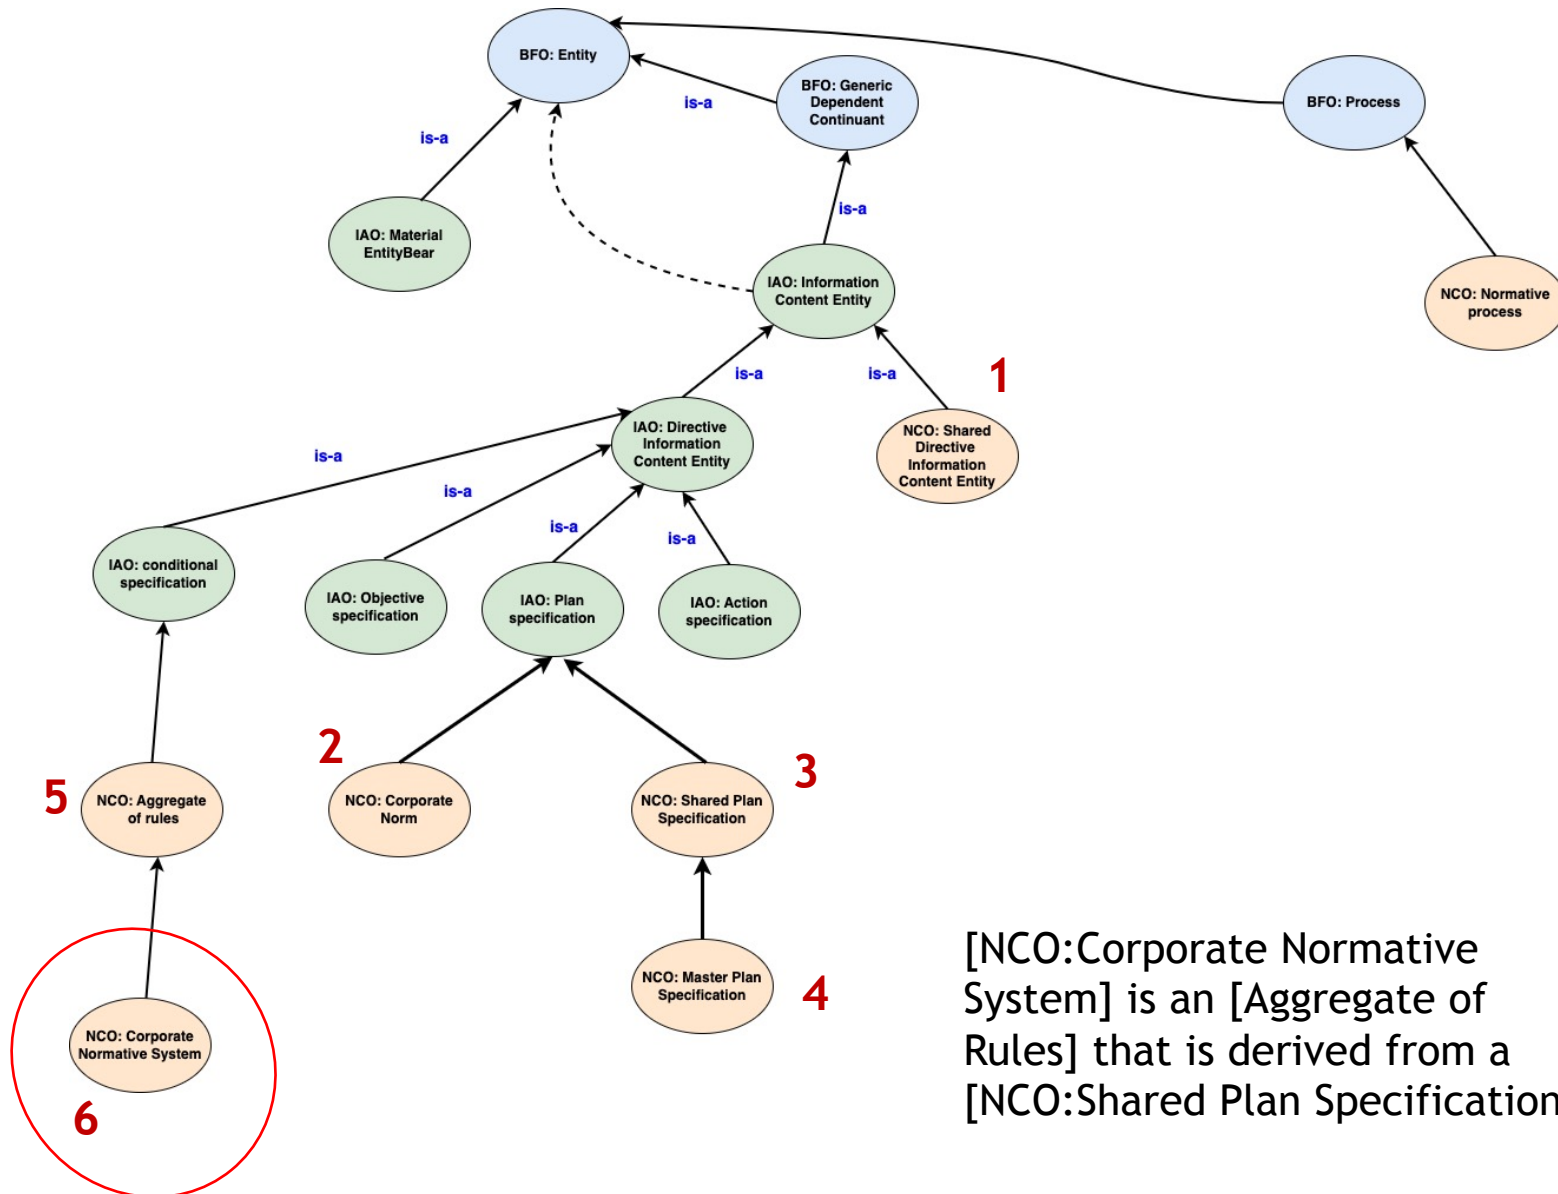 BFO: Entity
BFO: Generic
Dependent
Continuant
BFO: Process
is-a
is-a
is-a
IAO: Material
EntityBear
IAO: Information
Content Entity
NCO: Normative
process
is-a
is-a
1
IAO: Directive
Information
Content Entity
NCO: Shared
Directive
Information
Content Entity
is-a
is-a
is-a
is-a
IAO: conditional
specification
IAO: Objective
specification
IAO: Plan
specification
IAO: Action
specification
2
3
5
NCO: Aggregate
of rules
NCO: Corporate
Norm
NCO: Shared Plan
Specification
NCO: Master Plan
Specification
4
NCO: Corporate
Normative System
6
[NCO:Corporate Normative
System] is an [Aggregate of
Rules] that is derived from a
[NCO:Shared Plan Specification